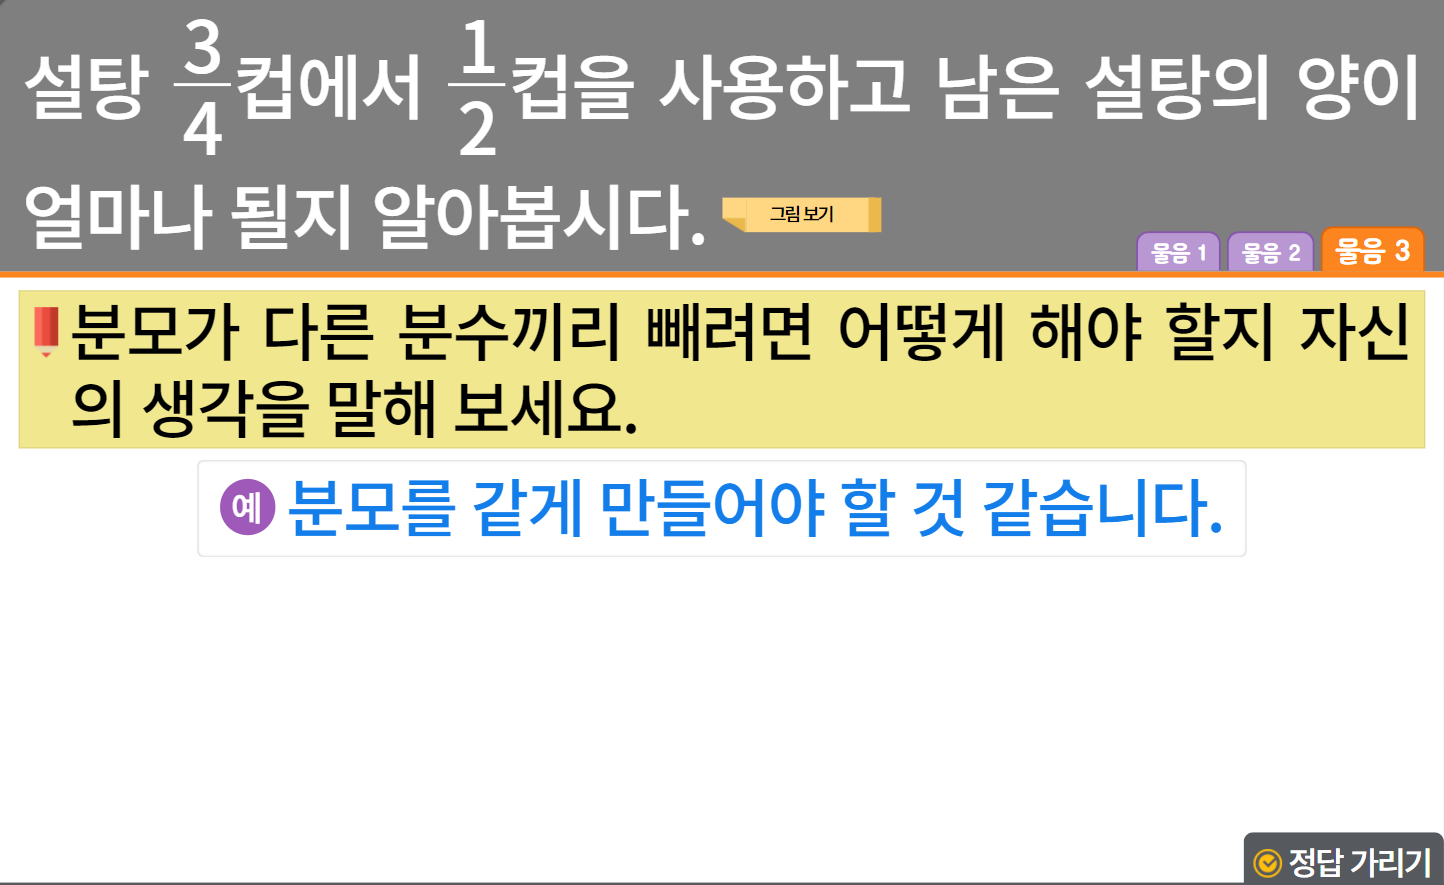 설탕 3/4컵에서 1/2컵을 사용하고 남은 설탕의 양이
얼마나 될지 알아봅시다. 그림 보기
물음 1 물음 2 물음 3
분모가 다른 분수끼리 빼려면 어떻게 해야 할지 자신
의 생각을 말해 보세요.
예 분모를 같게 만들어야 할 것 같습니다.
정답 가리기